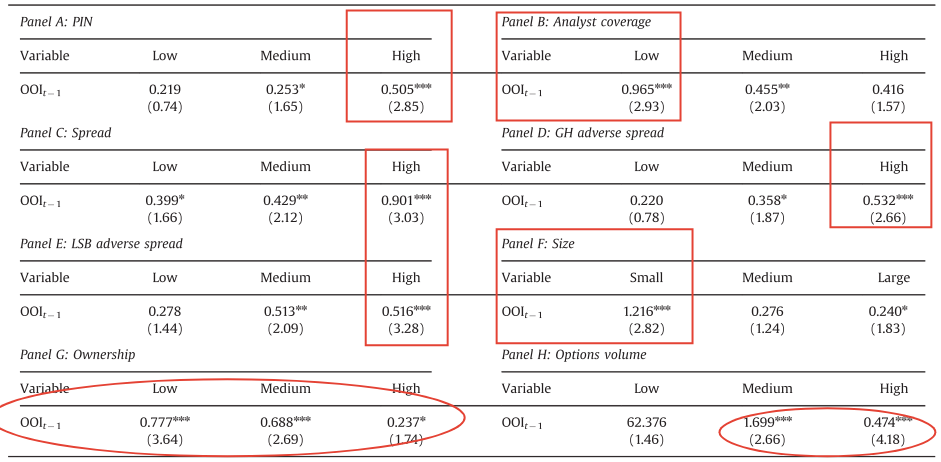 Panel A: PIN Panel B: Analyst coverage
Variable Low Medium High Variable Low Medium High
OOIt−1 0.219 0.253* 0.505*** OOIt−1 0.965*** 0.455** 0.416
(0.74) (1.65) (2.85) (2.93) (2.03) (1.57)
Panel C: Spread Panel D: GH adverse spread
Variable Low Medium High Variable Low Medium High
OOIt−1 0.399* 0.429** 0.901*** OOIt−1 0.220 0.358* 0.532***
(1.66) (2.12) (3.03) (0.78) (1.87) (2.66)
Panel E: LSB adverse spread Panel F: Size
Variable Low Medium High Variable Small Medium Large
OOIt−1 0.278 0.513** 0.516*** OOIt−1 1.216*** 0.276 0.240*
(1.44) (2.09) (3.28) (2.82) (1.24) (1.83)
Panel G: Ownership Panel H: Options volume
Variable Low Medium High Variable Low Medium High
OOIt−1 0.777*** 0.688*** 0.237* OOIt−1 62.376 1.699*** 0.474***
(3.64) (2.69) (1.74) (1.46) (2.66) (4.18)